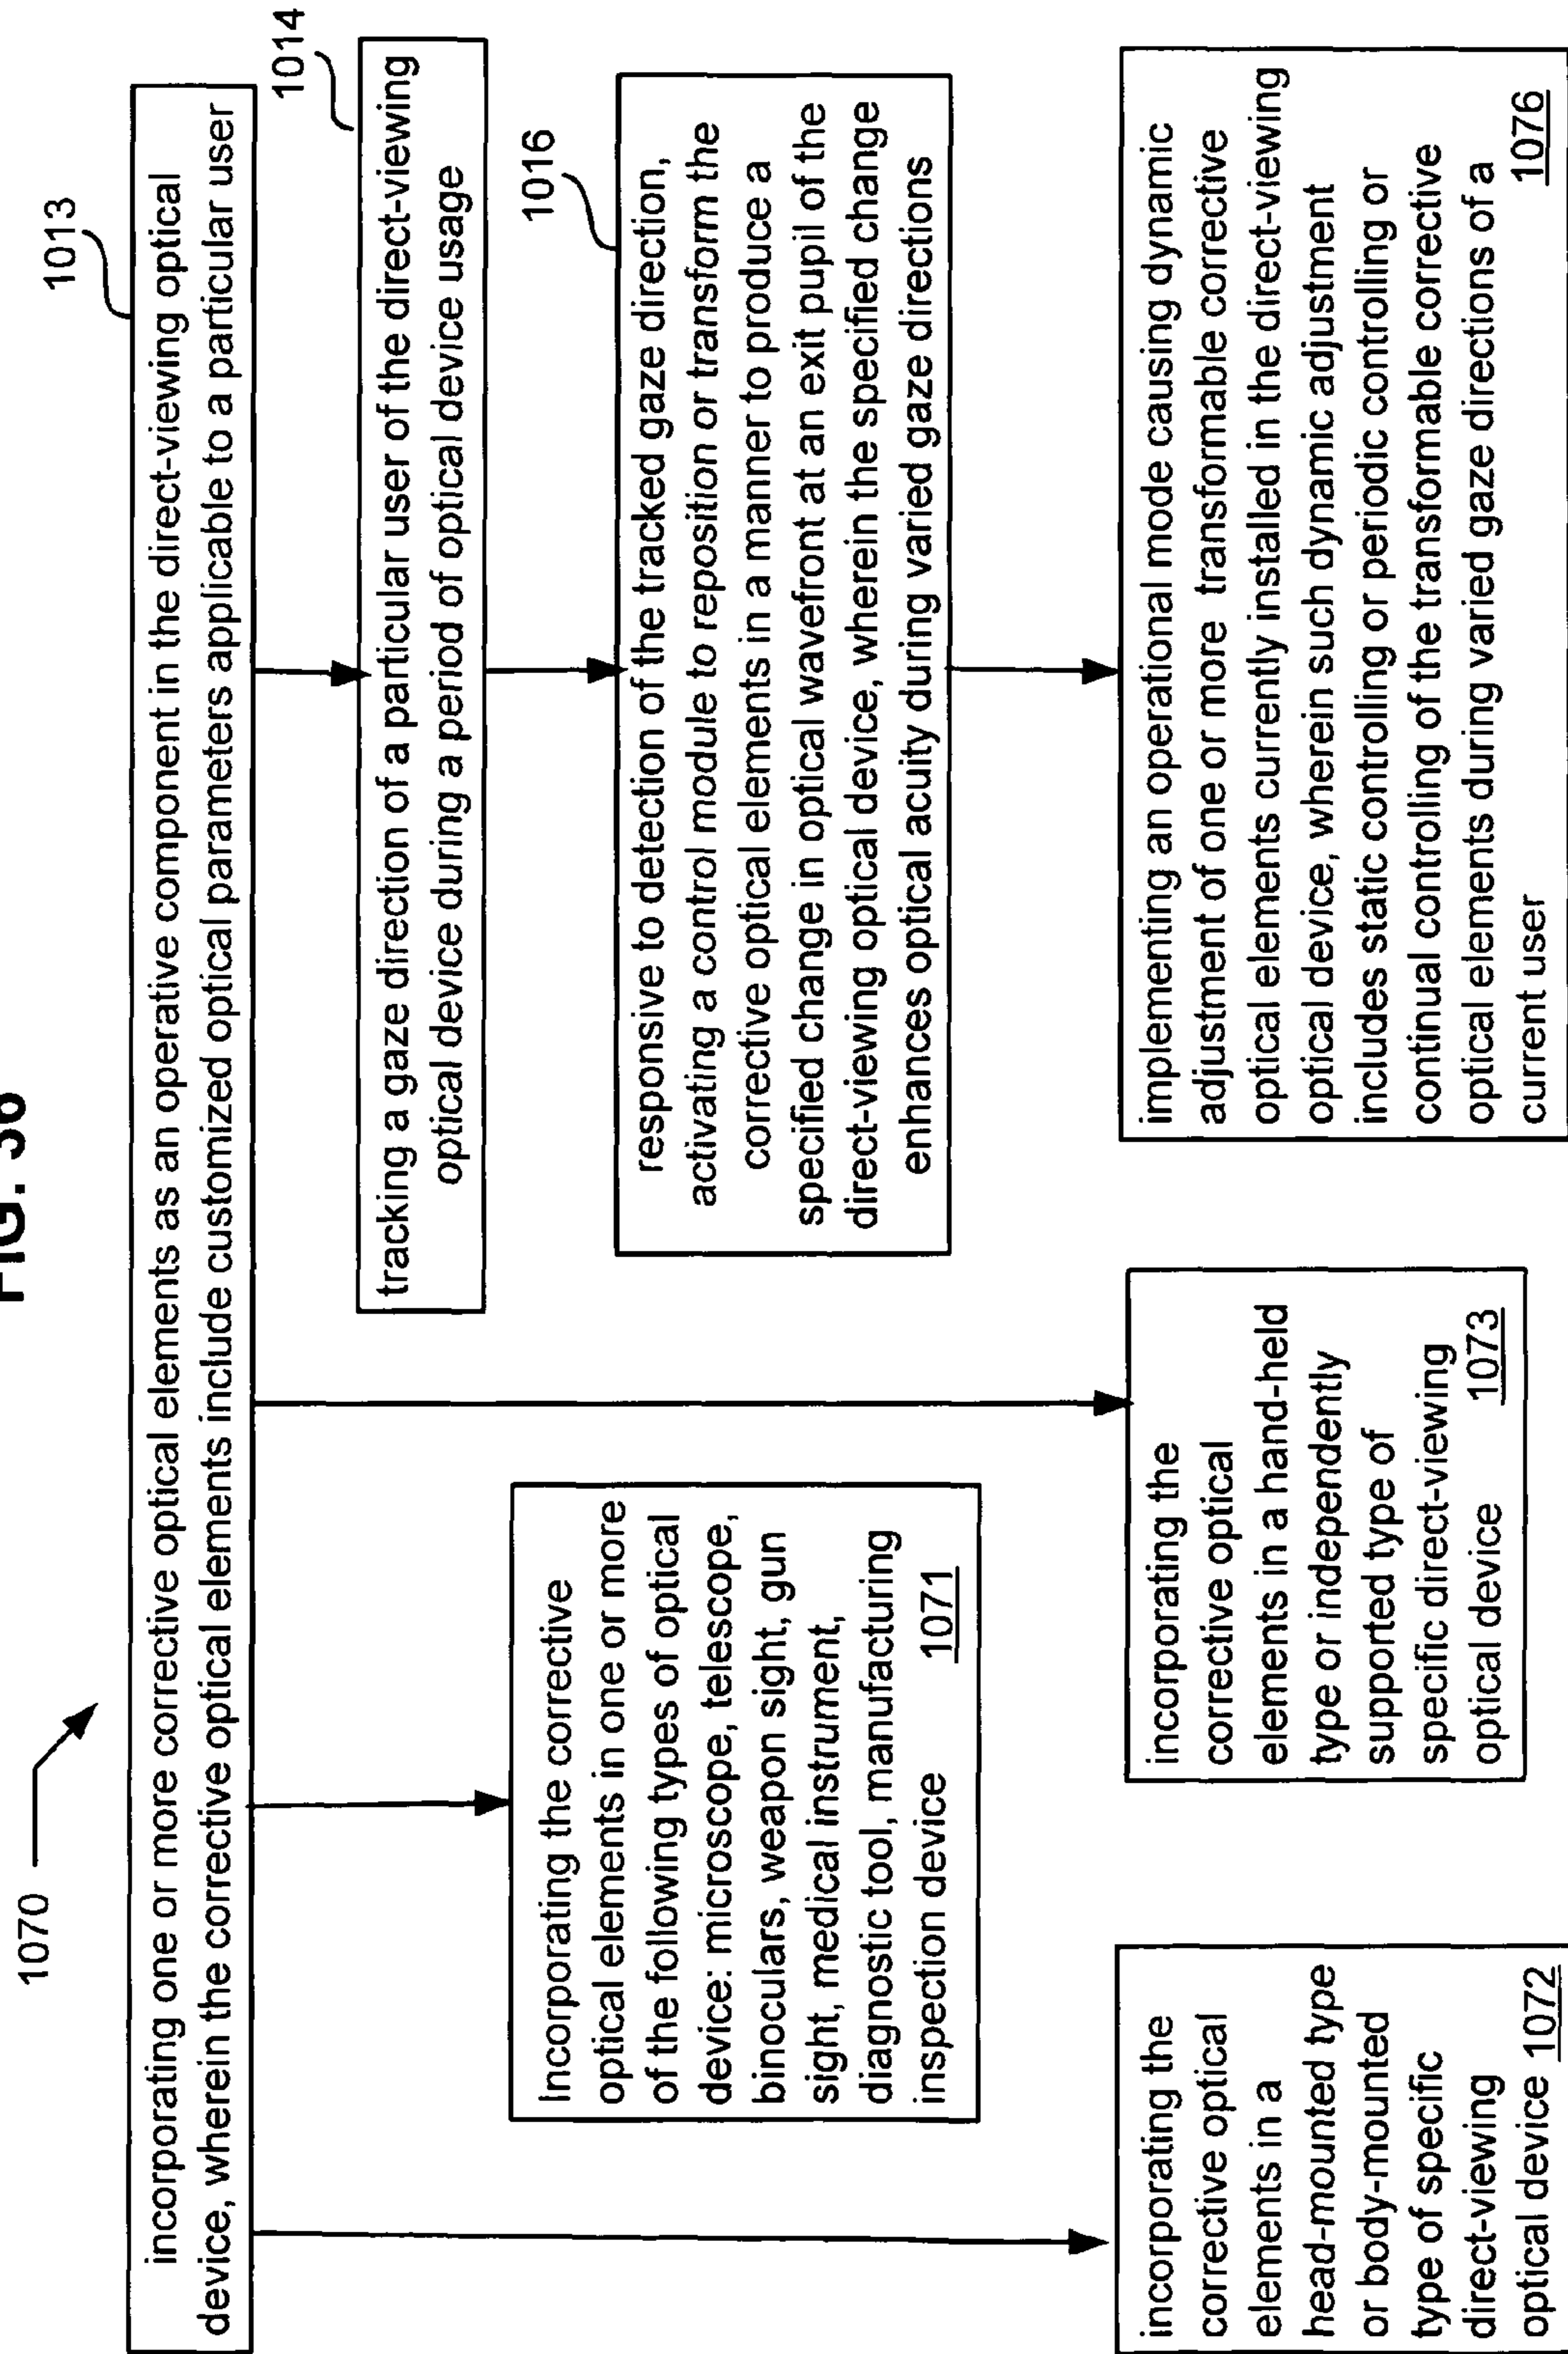 1070
1013
incorporating one or more corrective optical elements as an operative component in the direct-viewing optical
device, wherein the corrective optical elements include customized optical parameters applicable to a particular user
1014
tracking a gaze direction of a particular user of the direct-viewing
optical device during a period of optical device usage
1016
responsive to detection of the tracked gaze direction,
activating a control module to reposition or transform the
corrective optical elements in a manner to produce a
specified change in optical wavefront at an exit pupil of the
direct-viewing optical device, wherein the specified change
enhances optical acuity during varied gaze directions
Incorporating the corrective
optical elements in one or more
of the following types of optical
device: microscope, telescope,
binoculars, weapon sight, gun
sight, medical instrument,
diagnostic tool, manufacturing
inspection device 1071
incorporating the
corrective optical
elements in a
head-mounted type
or body-mounted
type of specific
direct-viewing
optical device 1072
incorporating the
corrective optical
elements in a hand-held
type or independently
supported type of
specific direct-viewing
optical device 1073
implementing an operational mode causing dynamic
adjustment of one or more transformable corrective
optical elements currently installed in the direct-viewing
optical device, wherein such dynamic adjustment
includes static controlling or periodic controlling or
continual controlling of the transformable corrective
optical elements during varied gaze directions of a
current user 1076